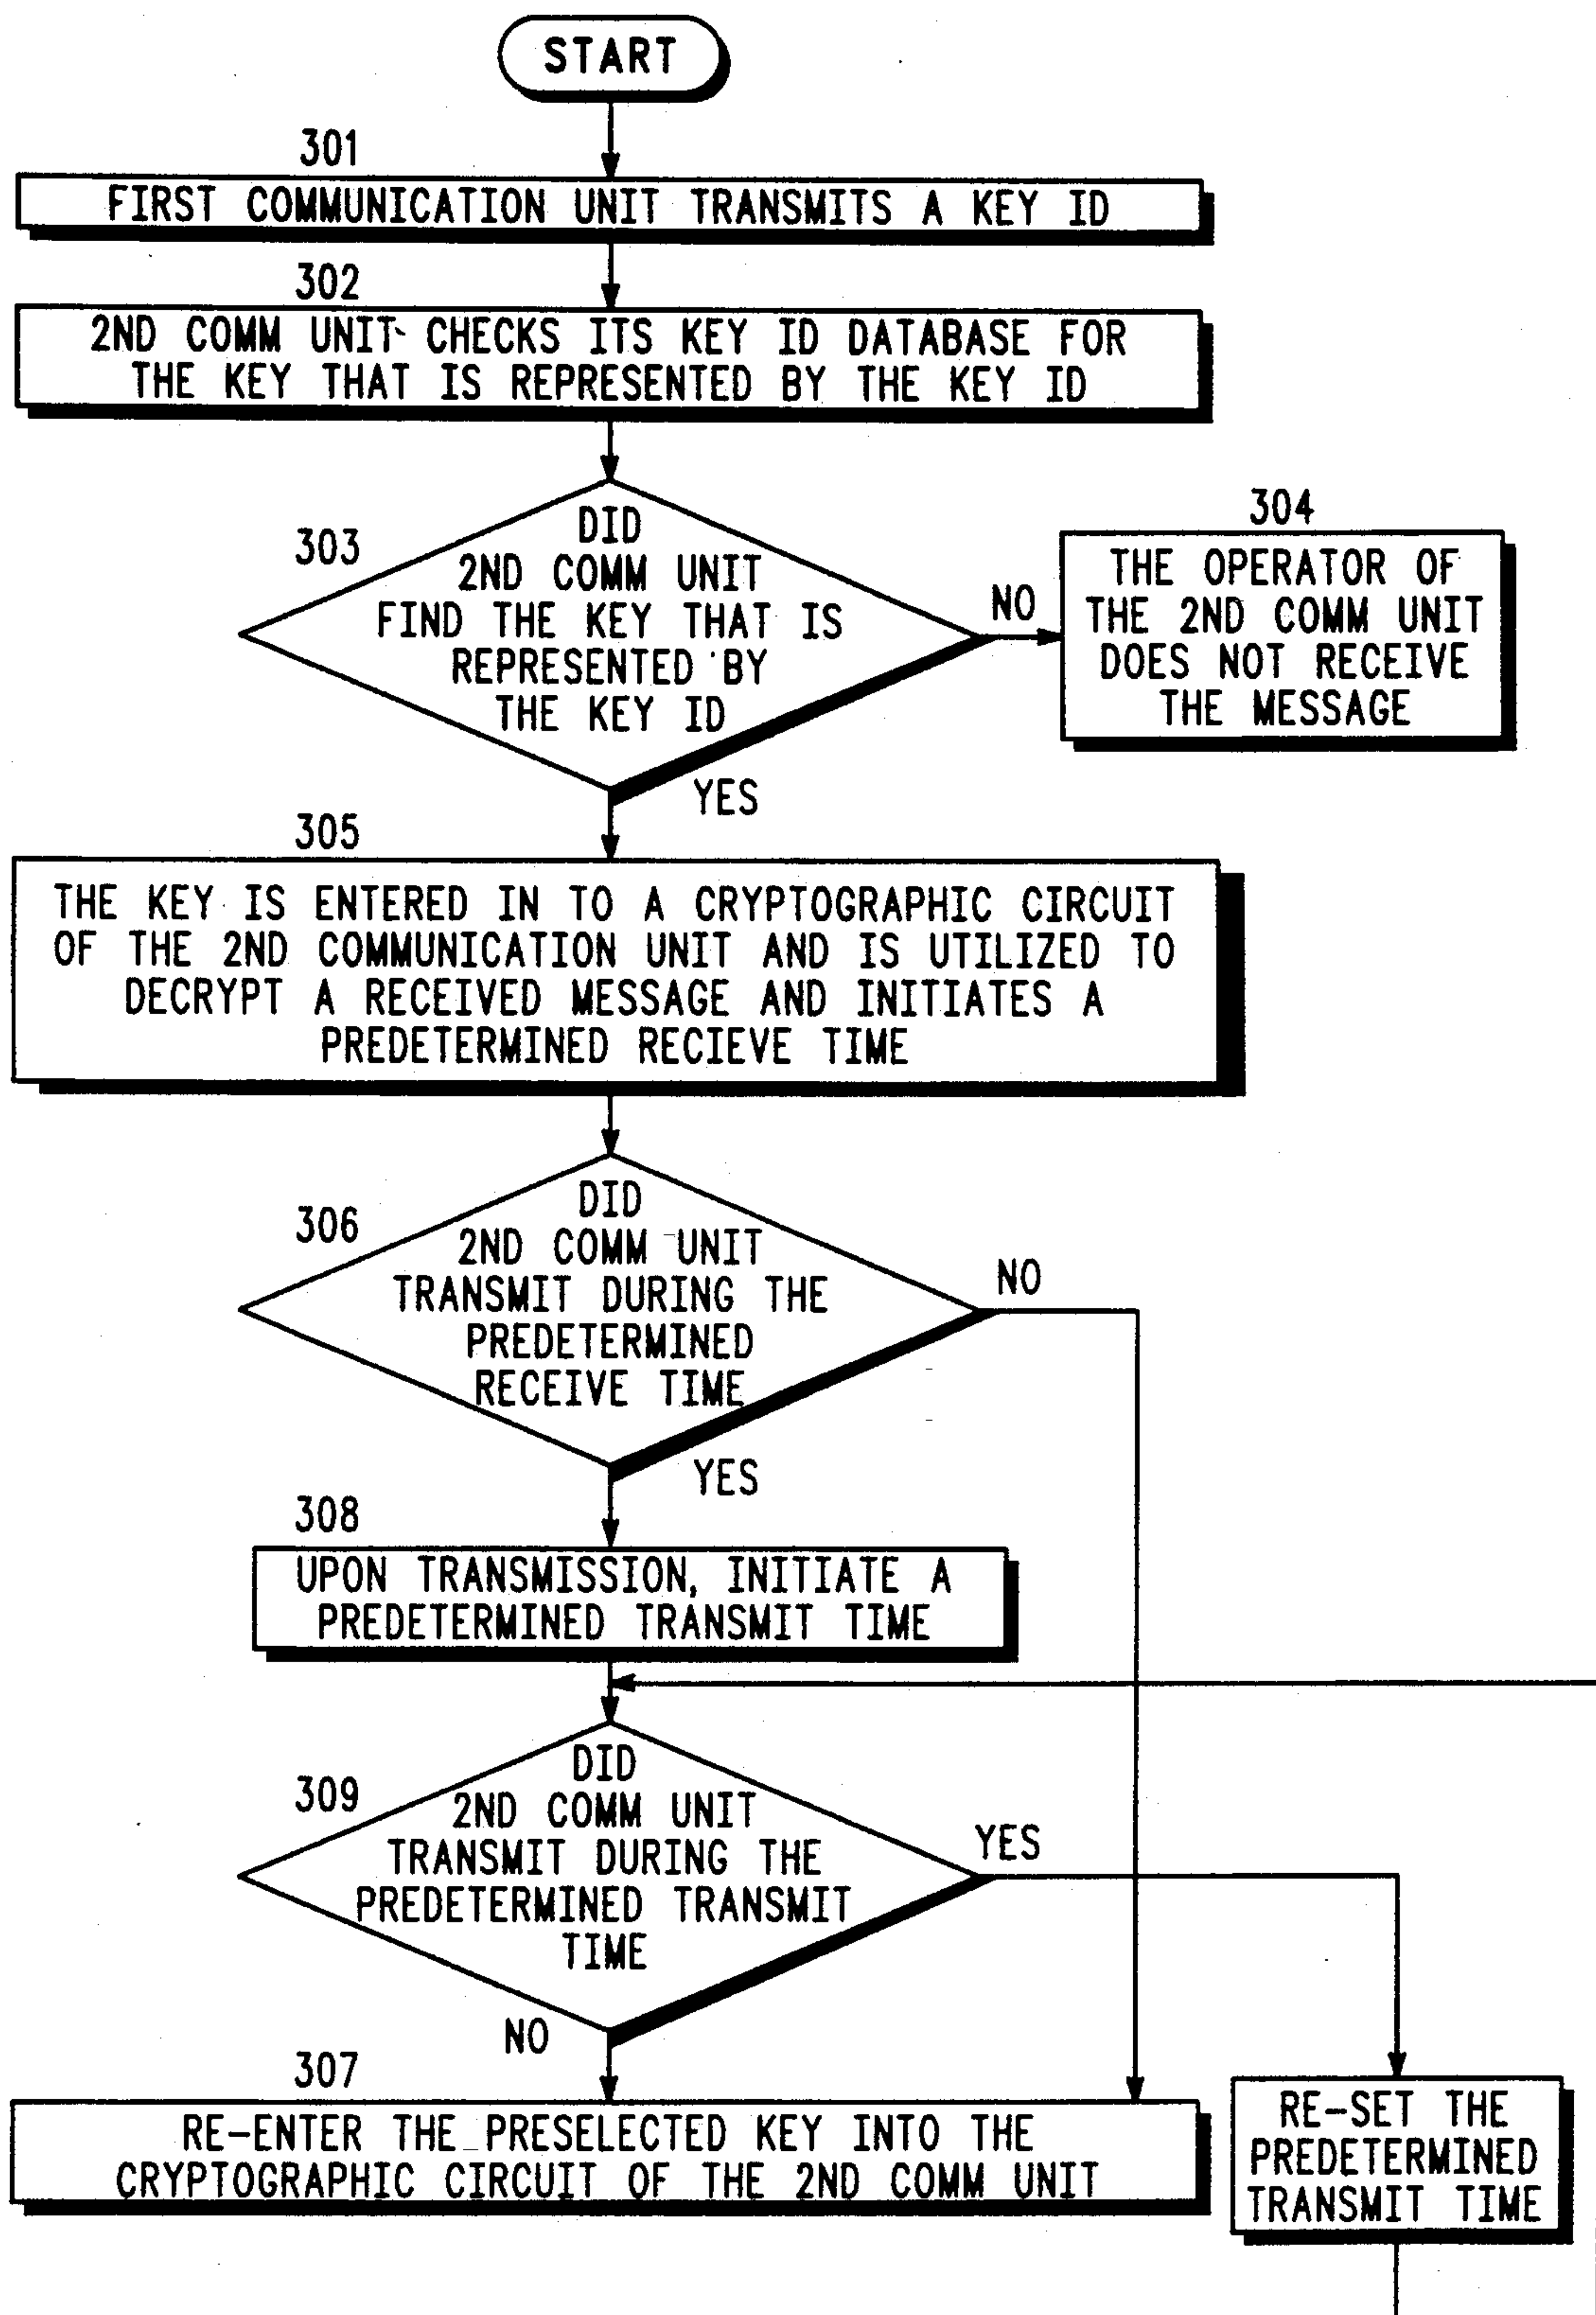 START
301
FIRST COMMUNICATION UNIT TRANSMITS A KEY ID
302
2ND COMM UNIT CHECKS ITS KEY ID DATABASE FOR
THE KEY THAT IS REPRESENTED BY THE KEY ID
303
DID
2ND COMM UNIT
FIND THE KEY THAT IS
REPRESENTED BY
THE KEY ID
NO
304
THE OPERATOR OF
THE 2ND COMM UNIT
DOES NOT RECEIVE
THE MESSAGE
YES
305
THE KEY IS ENTERED IN TO A CRYPTOGRAPHIC CIRCUIT
OF THE 2ND COMMUNICATION UNIT AND IS UTILIZED TO
DECRYPT A RECEIVED MESSAGE AND INITIATES A
PREDETERMINED RECIEVE TIME
306
DID
2ND COMM UNIT
TRANSMIT DURING THE
PREDETERMINED
RECEIVE TIME
NO
YES
308
UPON TRANSMISSION, INITIATE A
PREDETERMINED TRANSMIT TIME
309
DID
2ND COMM UNIT
TRANSMIT DURING THE
PREDETERMINED TRANSMIT
TIME
YES
NO
307
RE-ENTER THE PRESELECTED KEY INTO THE
CRYPTOGRAPHIC CIRCUIT OF THE 2ND COMM UNIT
RE-SET THE
PREDETERMINED
TRANSMIT TIME